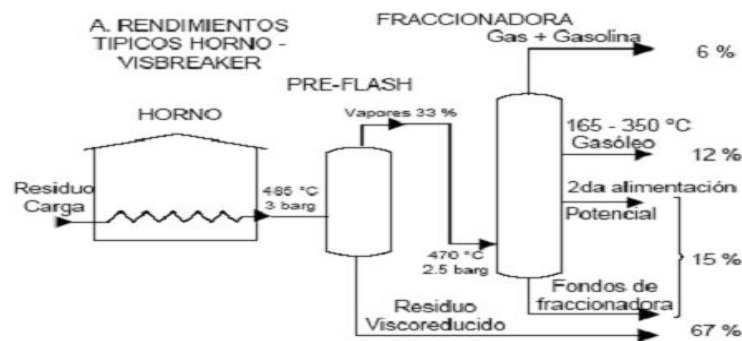 A. RENDIMIENTOS
TIPICOS HORNO -
VISBREAKER
FRACCIONADORA
Gas + Gasolina
6 %
PRE-FLASH
HORNO
Vapores 33 %
165 - 350 °C
Gasóleo
12 %
Residuo
Carga
485 °C
3 barg
2da alimentación
Potencial
470 °C
2.5 barg
15 %
Fondos de
fraccionadora
Residuo
Viscoreducido
67 %